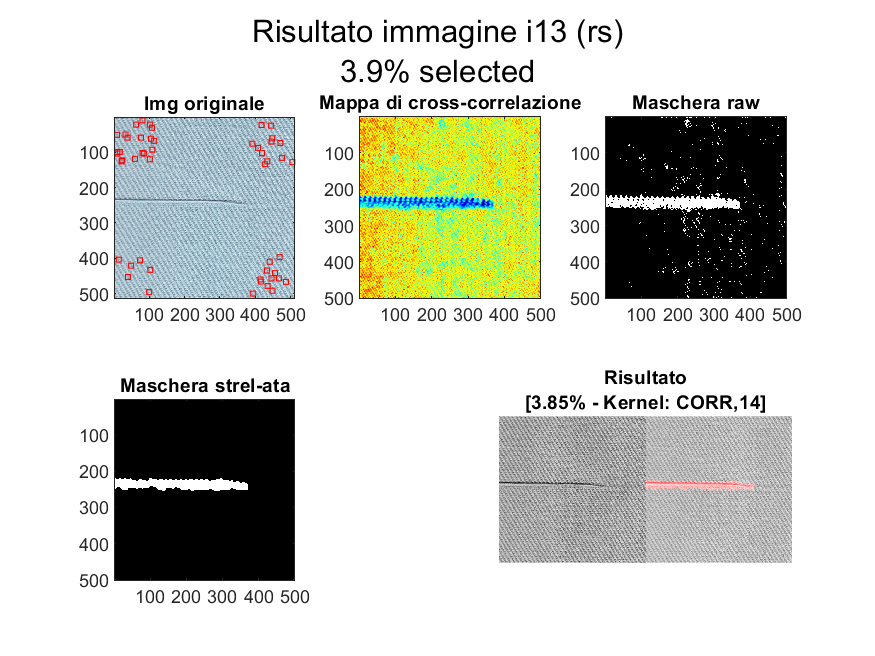 Risultato immagine i13 (rs)
3.9% selected
Img originale
100
200
300
400
500
100 200 300 400 500
Mappa di cross-correlazione
100
200
300
400
500
100 200 300 400 500
Maschera raw
100
200
300
400
500
100 200 300 400 500
Maschera strel-ata
100
200
300
400
500
100 200 300 400 500
Risultato
[3.85% - Kernel: CORR,14]